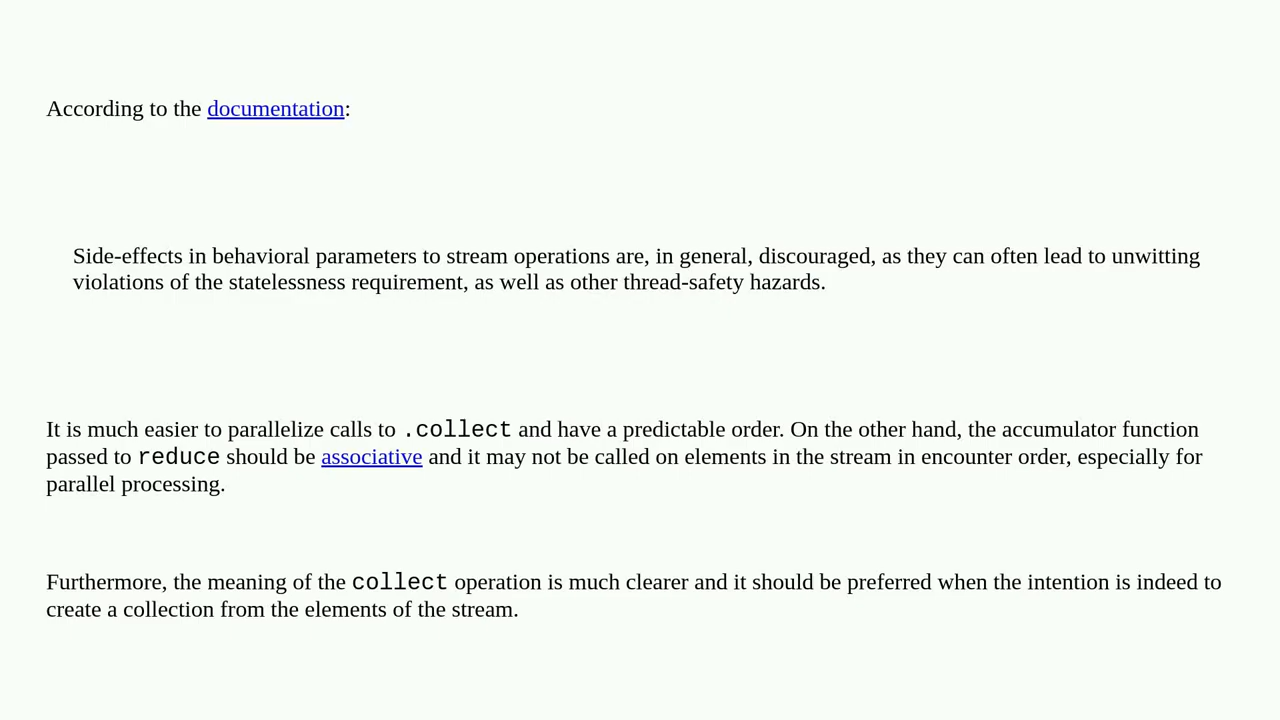 According to the documentation:
Side-effects in behavioral parameters to stream operations are, in general, discouraged, as they can often lead to unwitting
violations of the statelessness requirement, as well as other thread-safety hazards.
It is much easier to parallelize calls to .collect and have a predictable order. On the other hand, the accumulator function
passed to reduce should be associative and it may not be called on elements in the stream in encounter order, especially for
parallel processing.
Furthermore, the meaning of the collect operation is much clearer and it should be preferred when the intention is indeed to
create a collection from the elements of the stream.